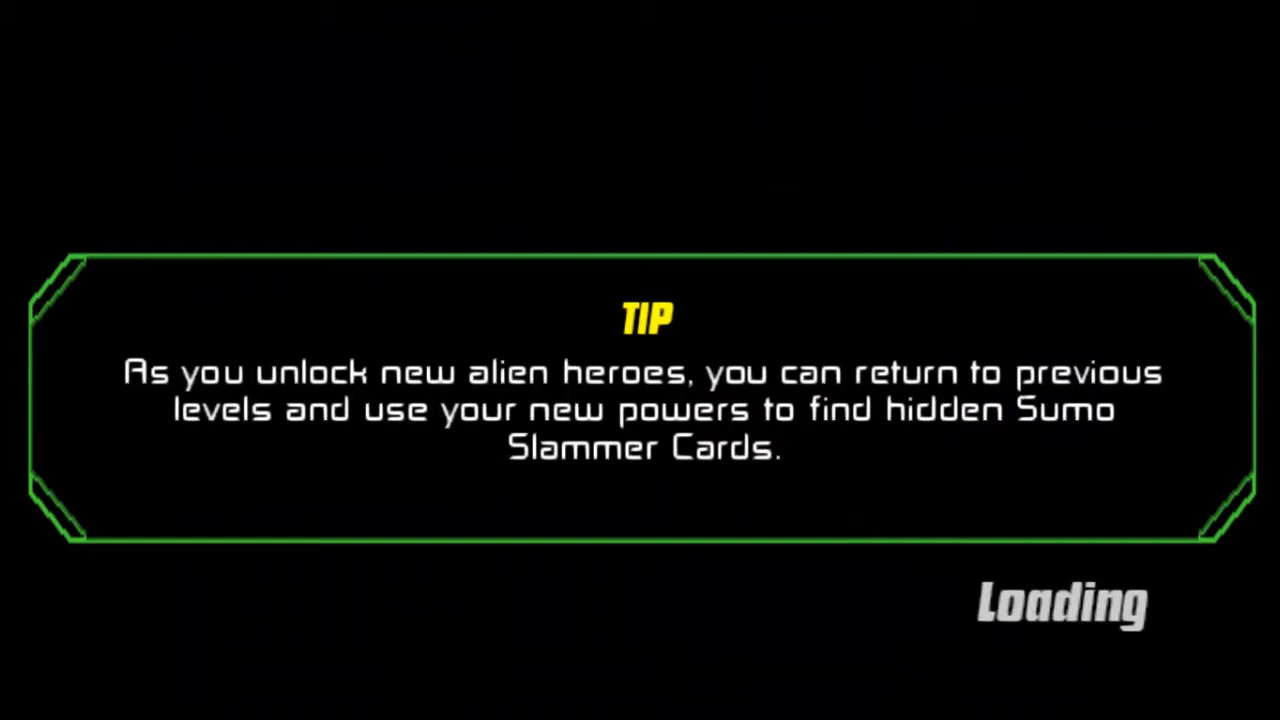 TIP
As you unlock new alien heroes, you can return to previous
levels and use your new powers to find hidden Sumo
Slammer Cards.
Loading